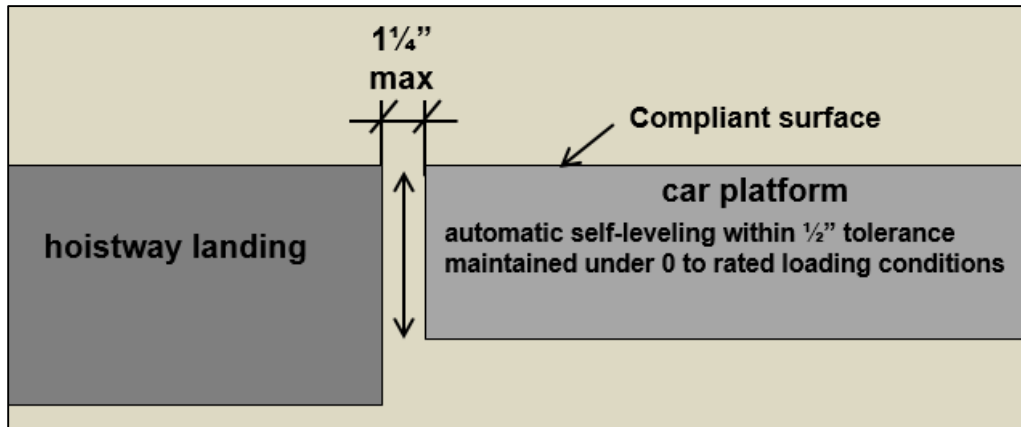 1¼”
max
Compliant surface
car platform
hoistway landing
automatic self-leveling within ½” tolerance
maintained under 0 to rated loading conditions